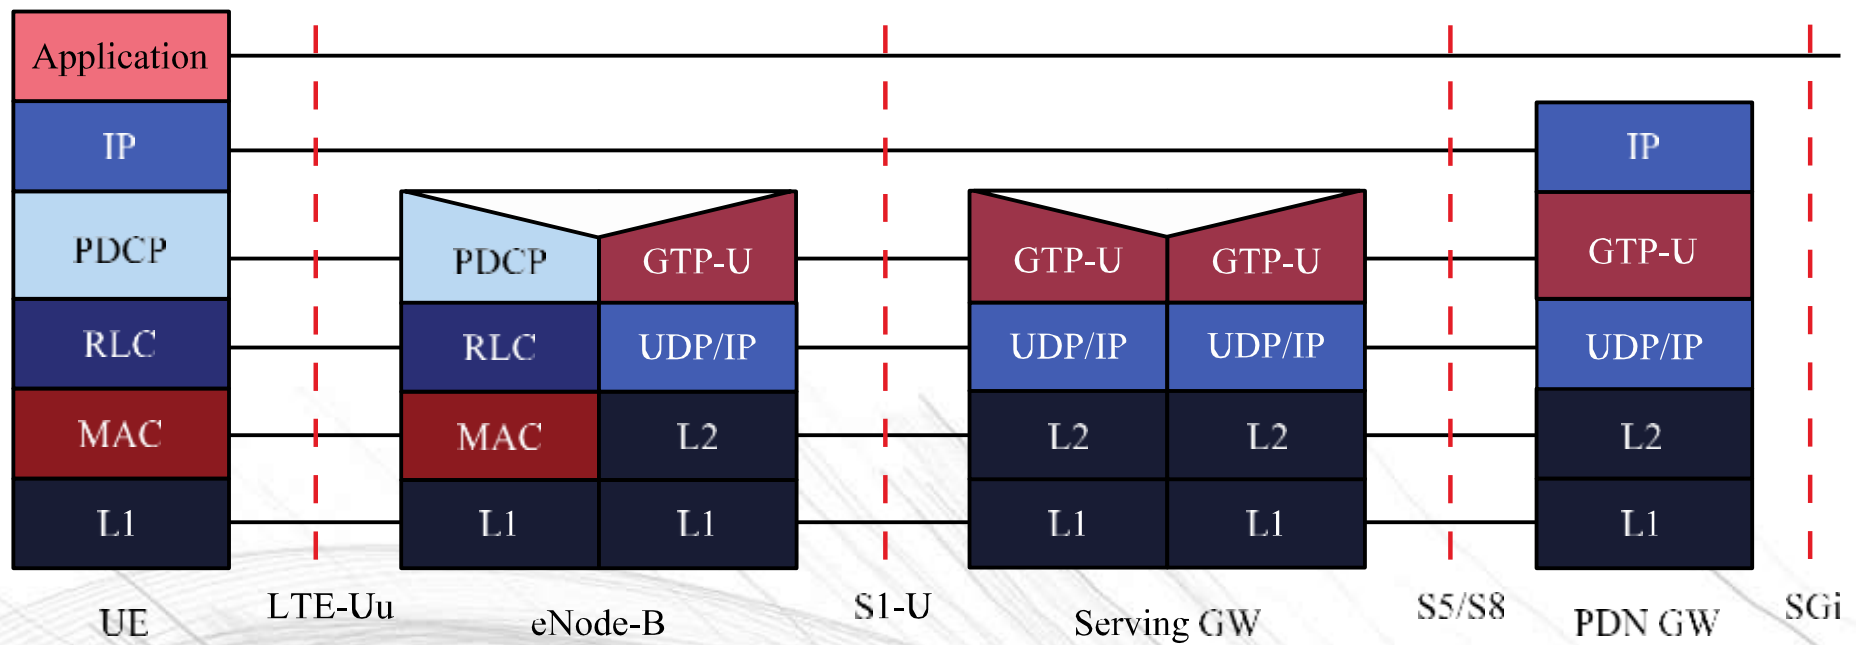 Application
IP
IP
PDCP
PDCP
GTP-U
GTP-U
GTP-U
GTP-U
RLC
RLC
UDP/IP
UDP/IP
UDP/IP
UDP/IP
MAC
MAC
L2
L2
L2
L2
L1
L1
L1
L1
L1
L1
UE
LTE-Uu
eNode-B
S1-U
Serving GW
S5/S8
PDN GW
SGi